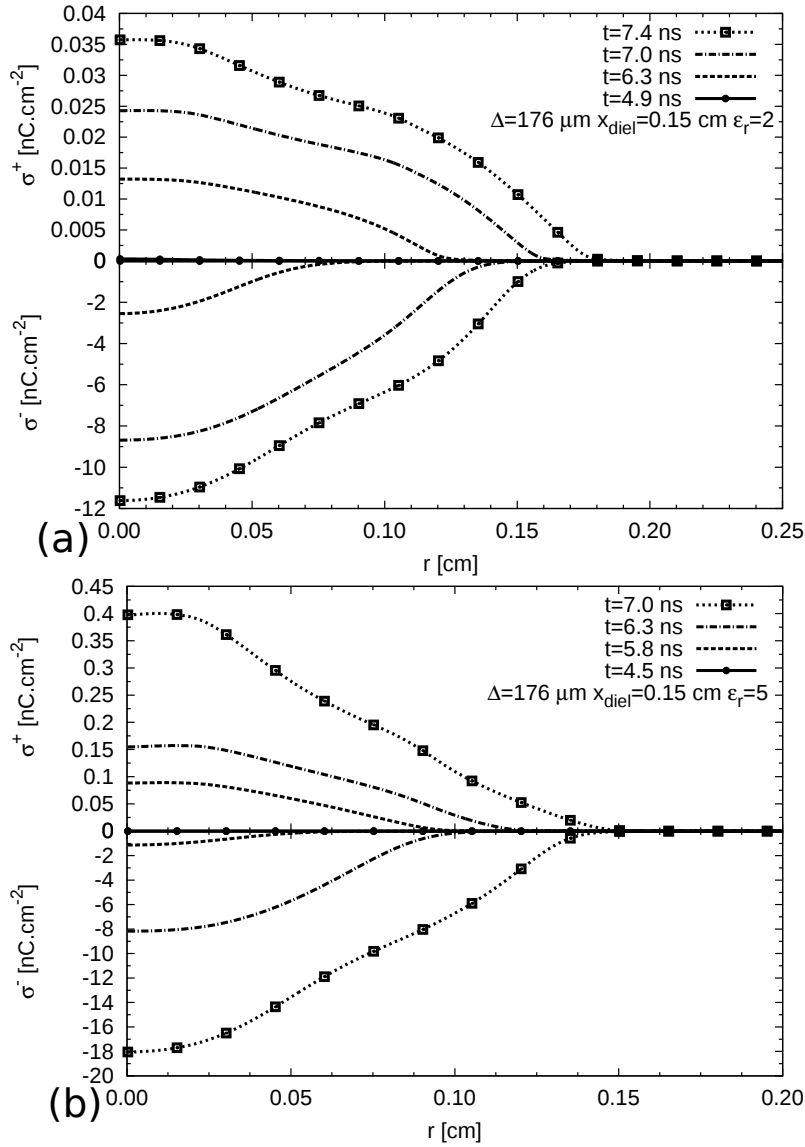 0.04
0.035
0.03
0.025
0.02
0.015
0.01
0.005
0
-2
-4
-6
-8
-10
-12
σ+ [nC.cm-2]
σ- [nC.cm-2]
t=7.4 ns
t=7.0 ns
t=6.3 ns
t=4.9 ns
Δ=176 μm x_diel=0.15 cm ε_r=2
0.00 0.05 0.10 0.15 0.20 0.25
r [cm]
(a)
0.45
0.4
0.35
0.3
0.25
0.2
0.15
0.1
0.05
0
-2
-4
-6
-8
-10
-12
-14
-16
-18
-20
σ+ [nC.cm-2]
σ- [nC.cm-2]
t=7.0 ns
t=6.3 ns
t=5.8 ns
t=4.5 ns
Δ=176 μm x_diel=0.15 cm ε_r=5
0.00 0.05 0.10 0.15 0.20
r [cm]
(b)